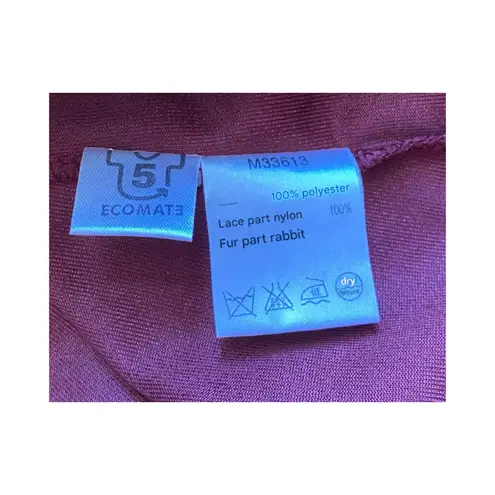 5
ECOMATE
M33613
100% polyester
Lace part nylon 100%
Fur part rabbit
dry